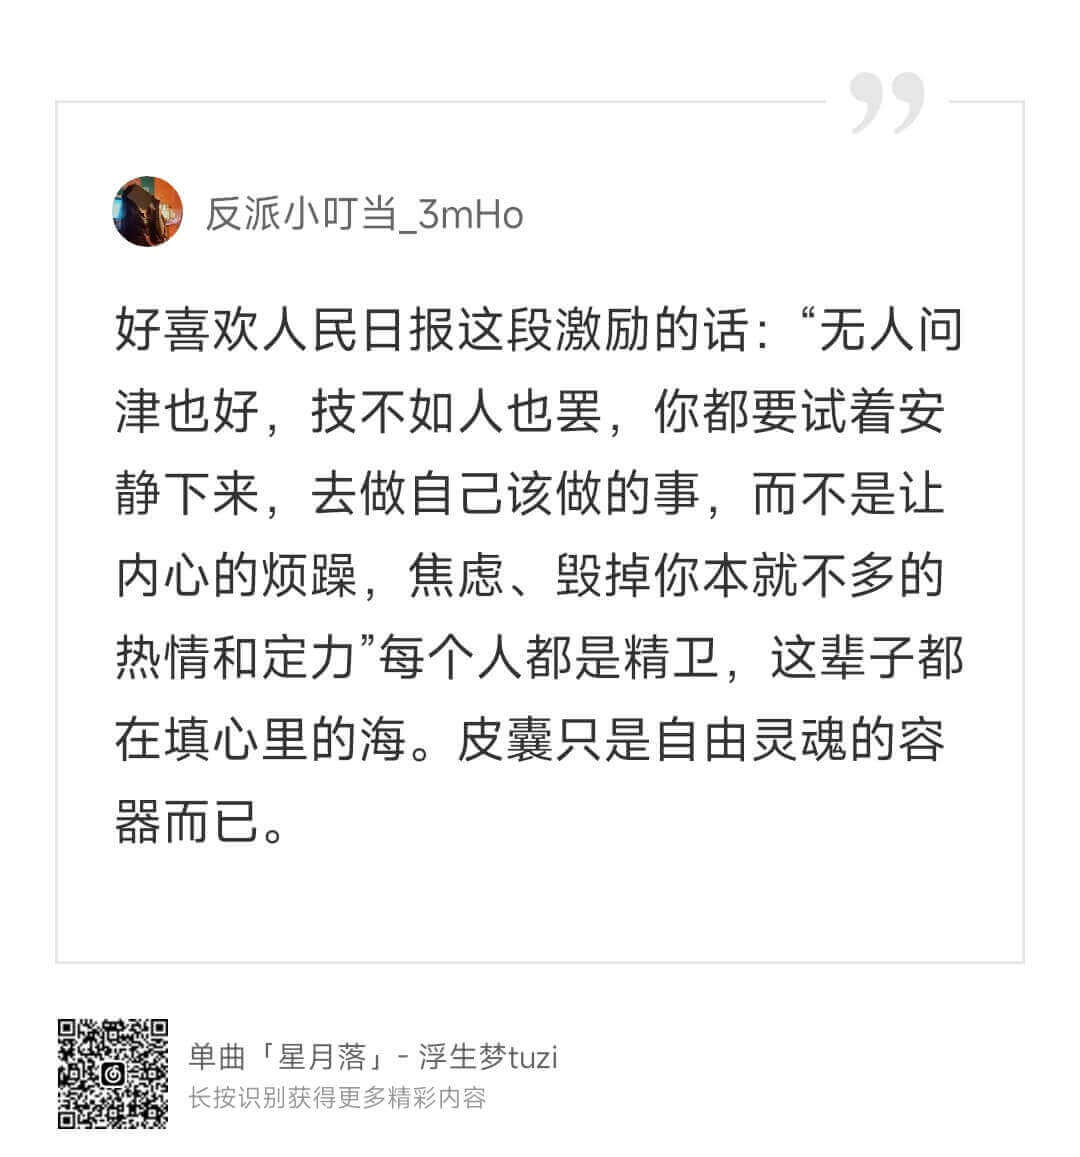 ”
反派小叮当_3mHo
好喜欢人民日报这段激励的话：“无人问
津也好，技不如人也罢，你都要试着安
静下来，去做自己该做的事，而不是让
内心的烦躁，焦虑、毁掉你本就不多的
热情和定力”每个人都是精卫，这辈子都
在填心里的海。皮囊只是自由灵魂的容
器而已。
单曲「星月落」- 浮生梦tuzi
长按识别获得更多精彩内容